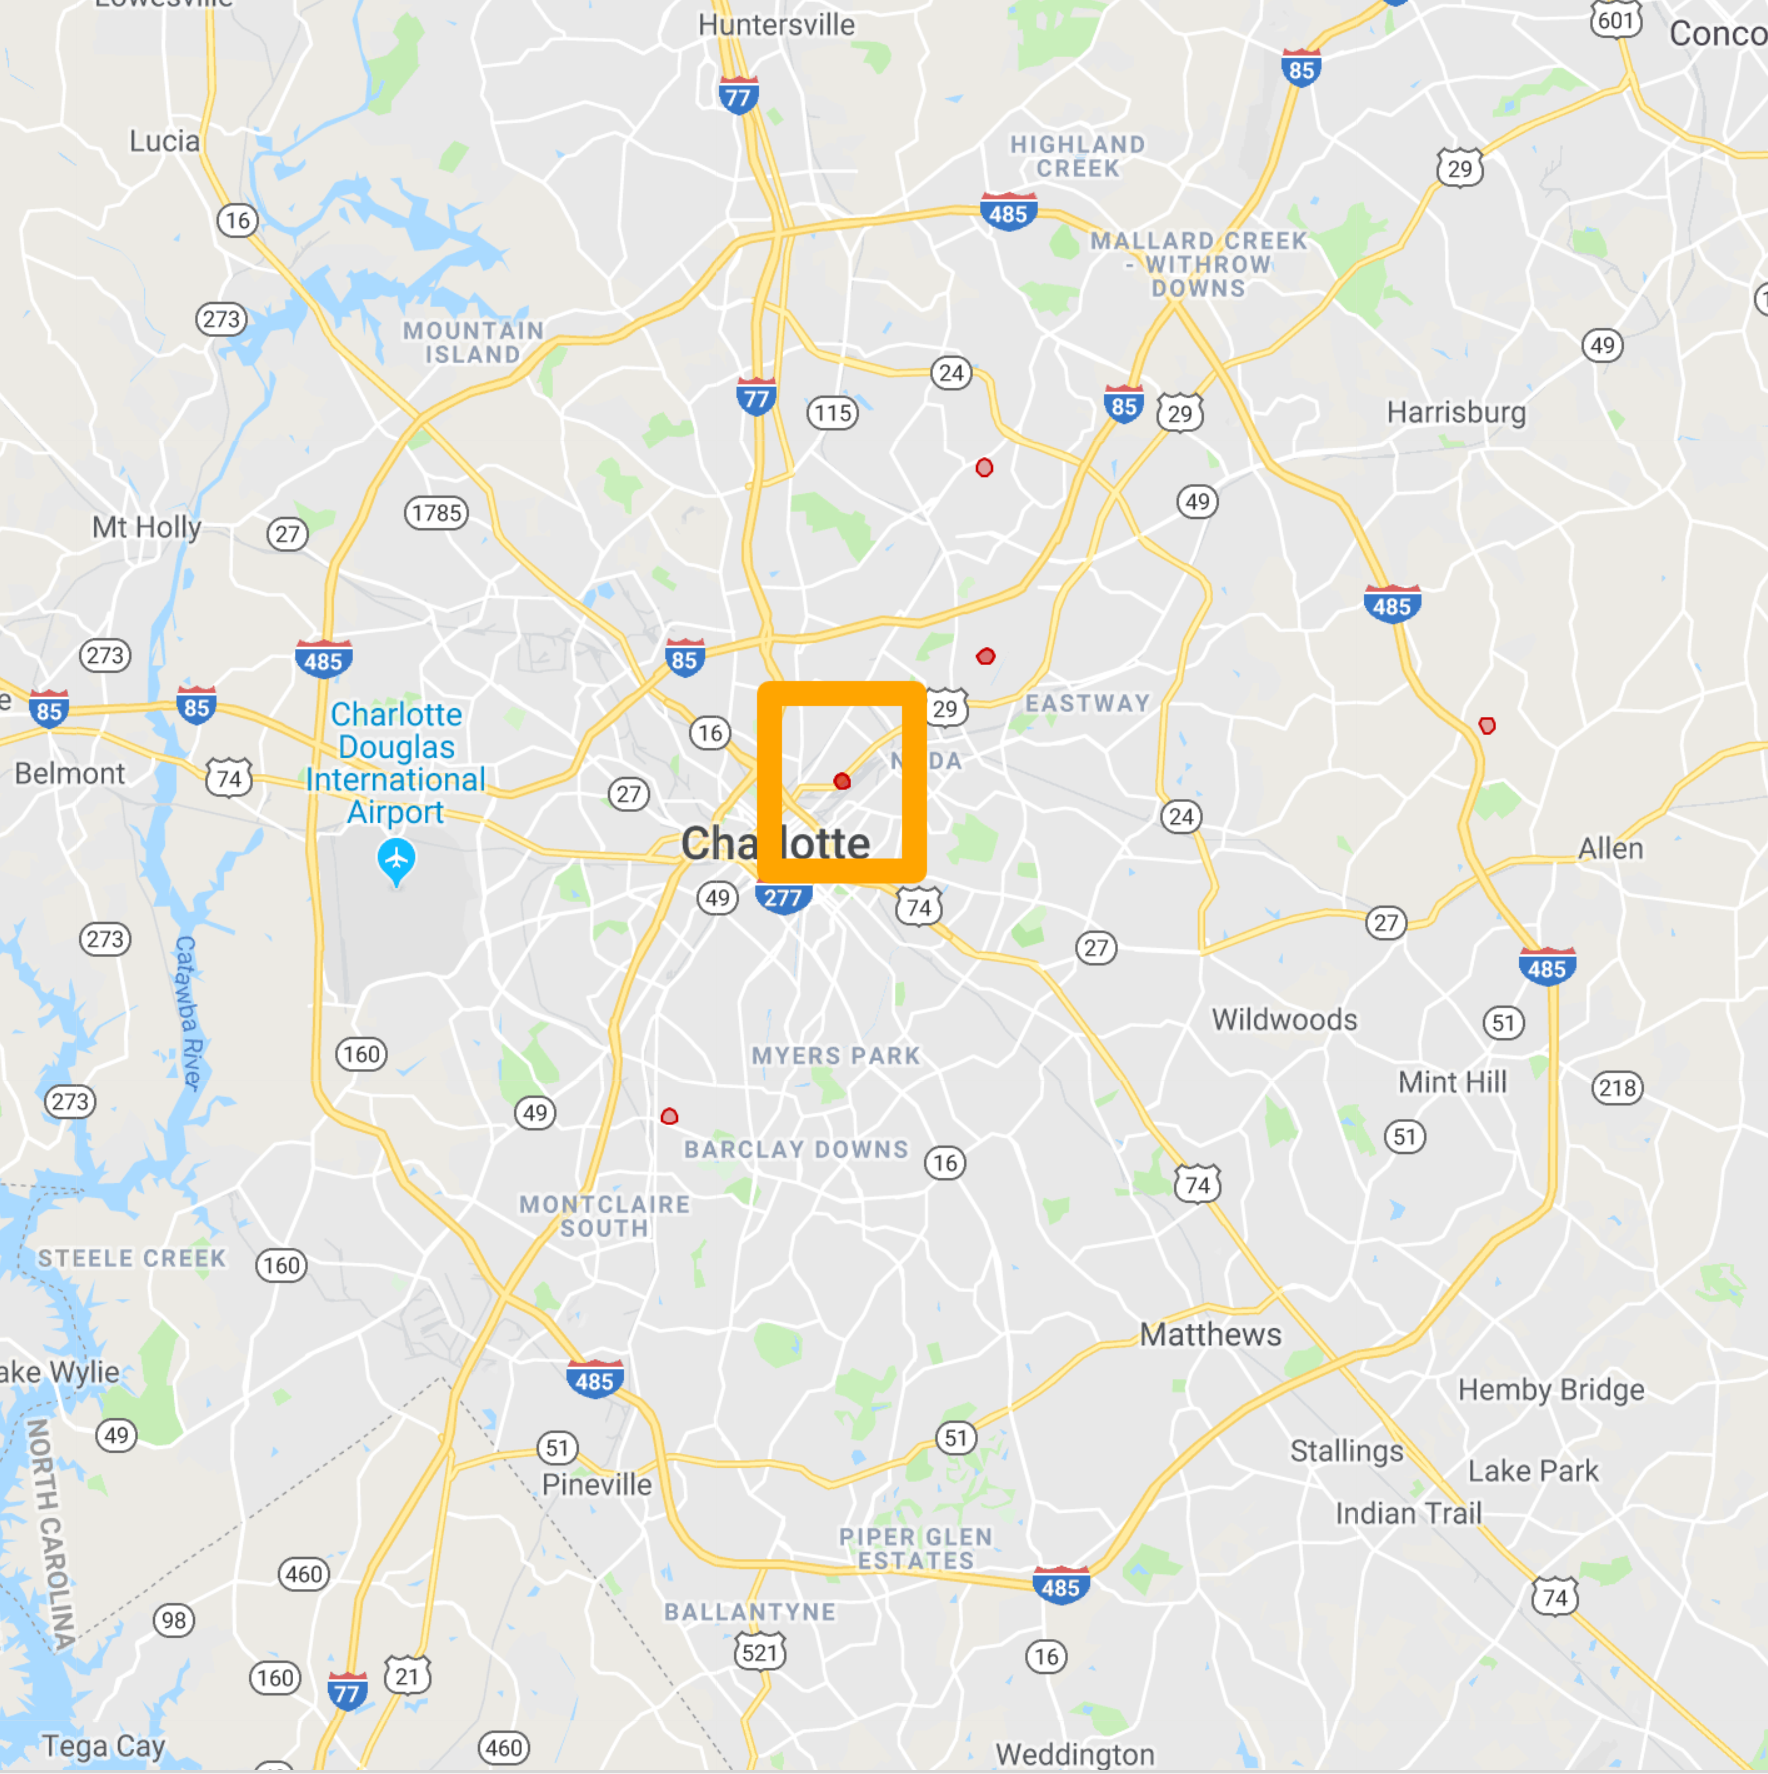 Lowesville
Huntersville
601
Conco
85
77
Lucia
HIGHLAND
CREEK
29
16
485
MALLARD CREEK
- WITHROW
DOWNS
273
MOUNTAIN
ISLAND
49
24
77
115
85
29
Harrisburg
1785
49
Mt Holly
27
485
273
485
85
85
85
29
EASTWAY
Charlotte
Douglas
International
Airport
16
Belmont
74
27
N DA
24
Charlotte
Allen
49
277
74
27
27
273
485
Catawba River
Wildwoods
51
160
MYERS PARK
Mint Hill
218
273
49
51
BARCLAY DOWNS
16
74
MONTCLAIRE
SOUTH
STEELE CREEK
160
Matthews
ake Wylie
485
Hemby Bridge
49
51
51
Stallings
Lake Park
Pineville
Indian Trail
NORTH CAROLINA
PIPER GLEN
ESTATES
460
485
74
98
BALLANTYNE
521
16
160
21
77
Tega Cay
460
Weddington